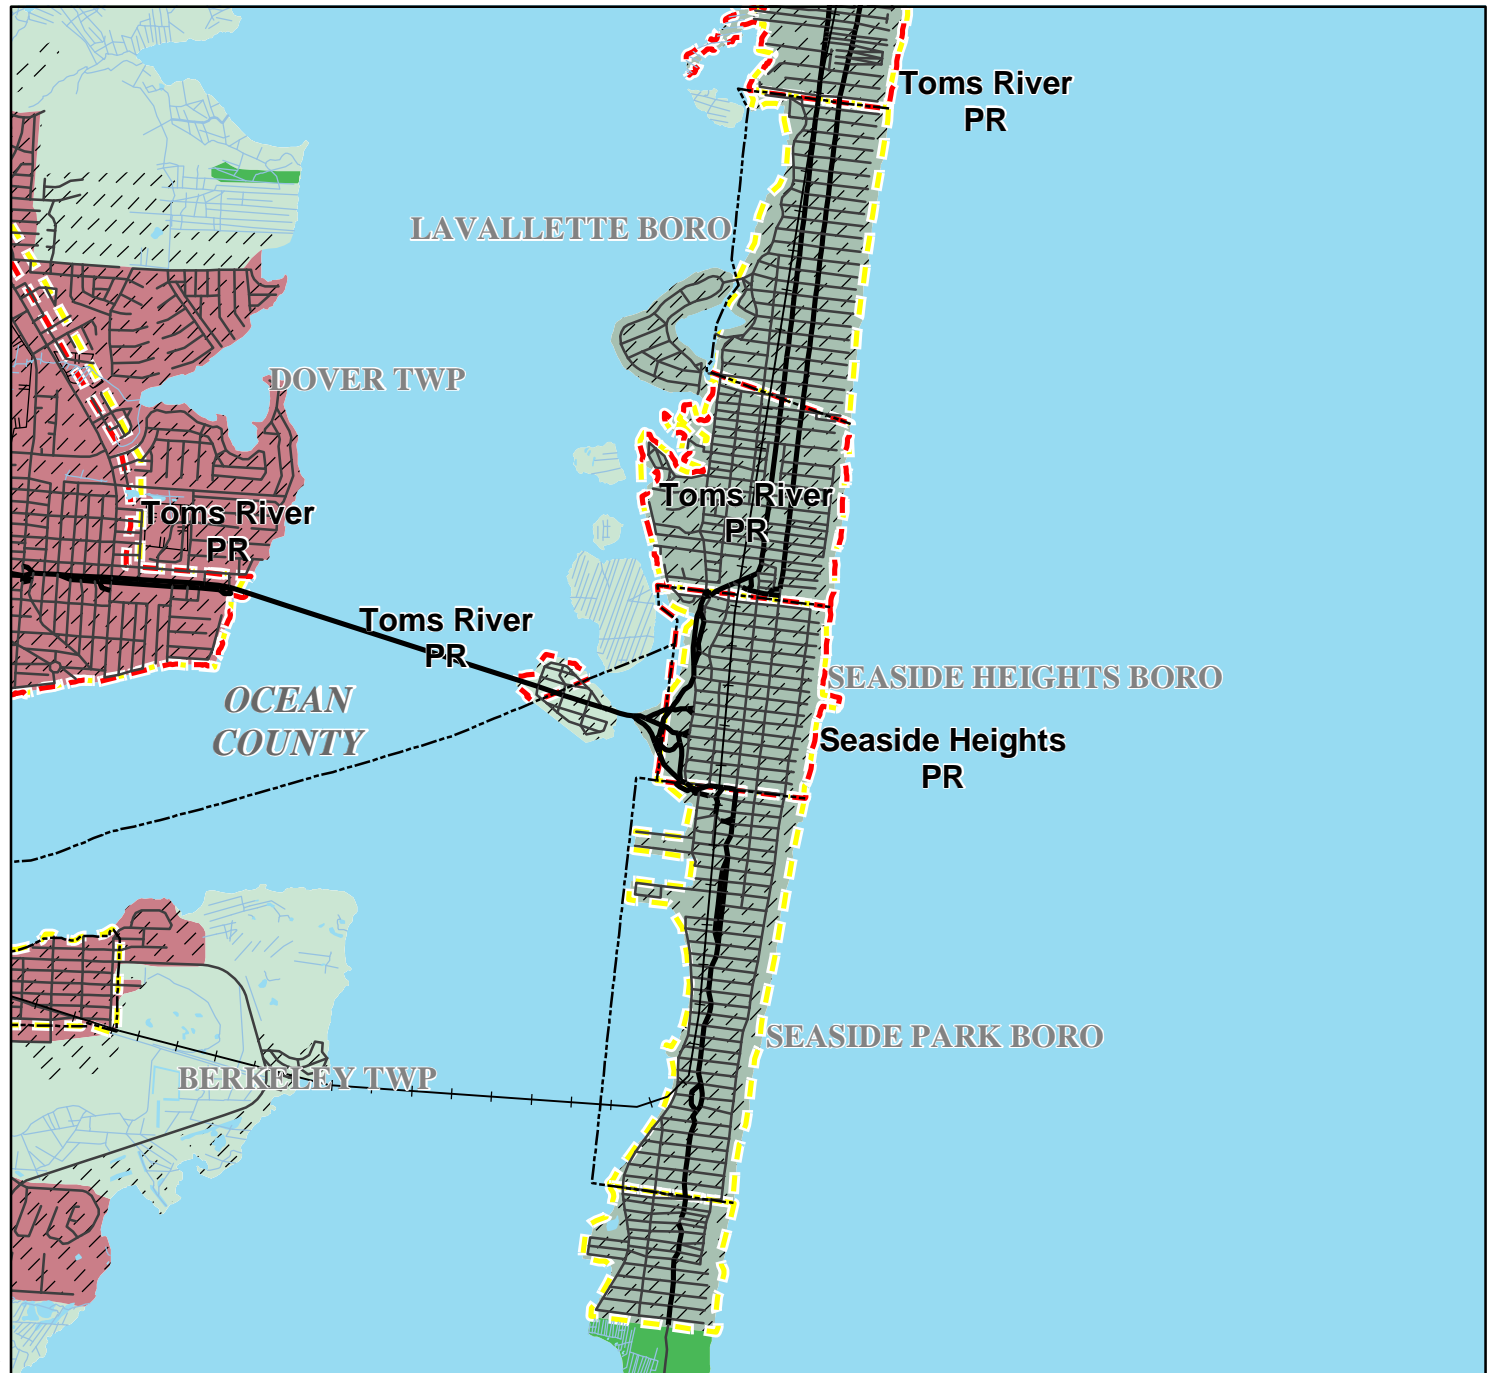 Toms River
PR
LAVALLETTE BORO
DOVER TWP
Toms River
PR
Toms River
PR
Toms River
PR
SEASIDE HEIGHTS BORO
OCEAN
COUNTY
Seaside Heights
PR
SEASIDE PARK BORO
BERKELEY TWP